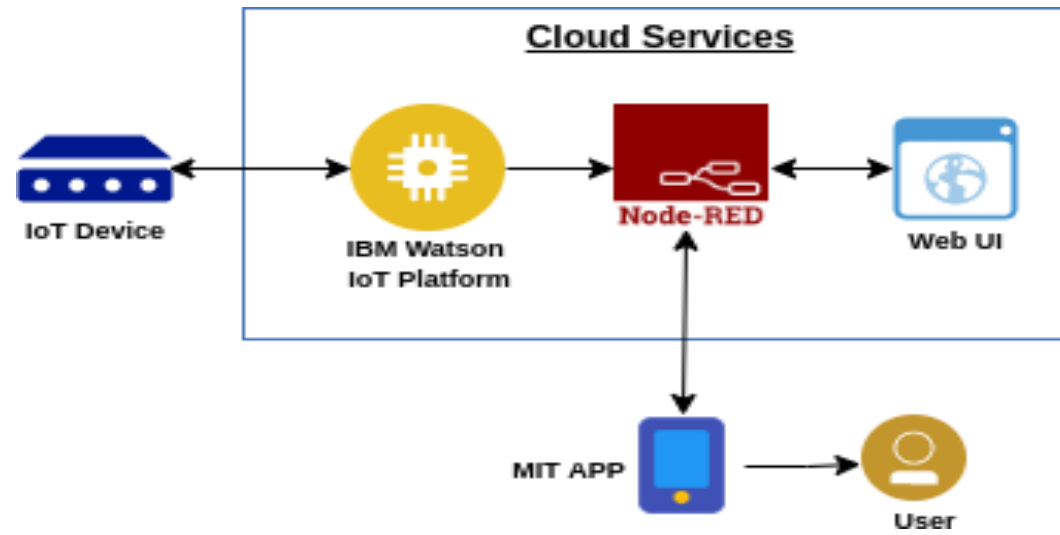 Cloud Services
IoT Device
IBM Watson
IoT Platform
Node-RED
Web UI
MIT APP
User